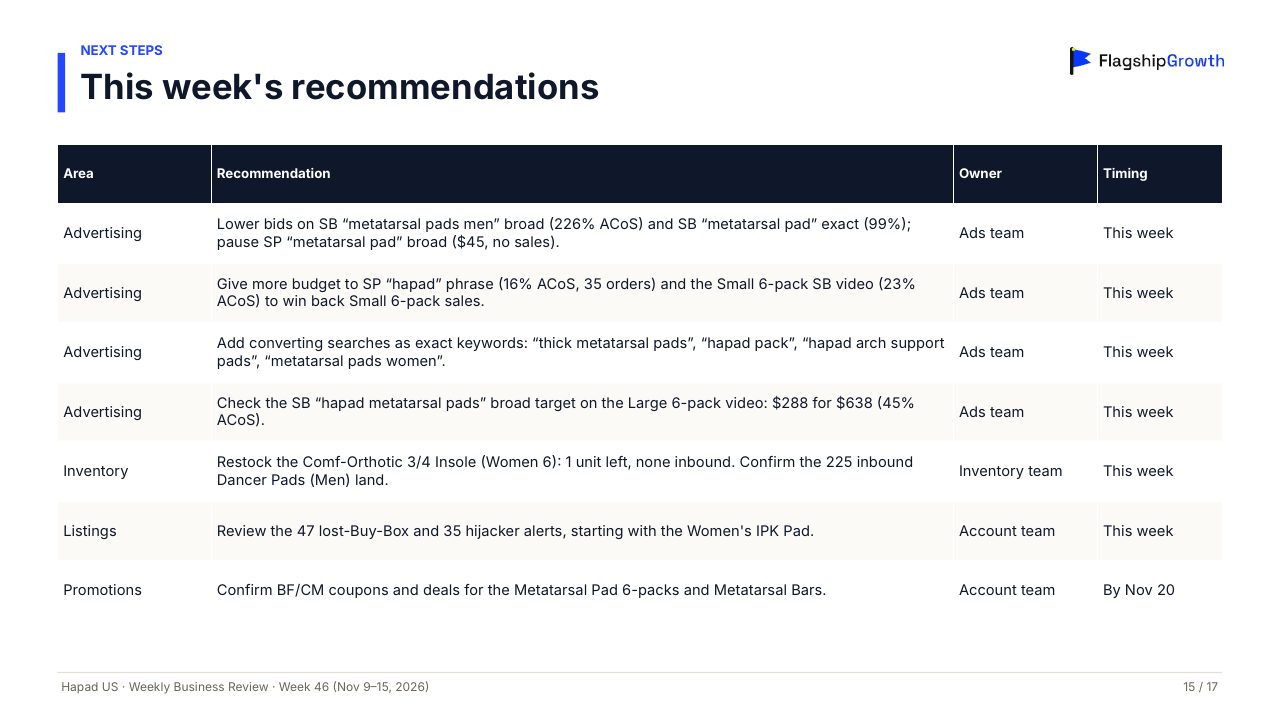 NEXT STEPS
This week's recommendations
FlagshipGrowth
Area Recommendation Owner Timing
Advertising
Lower bids on SB “metatarsal pads men” broad (226% ACoS) and SB “metatarsal pad” exact (99%);
pause SP “metatarsal pad” broad ($45, no sales).
Ads team
This week
Advertising
Give more budget to SP “hapad” phrase (16% ACoS, 35 orders) and the Small 6-pack SB video (23%
ACoS) to win back Small 6-pack sales.
Ads team
This week
Advertising
Add converting searches as exact keywords: “thick metatarsal pads”, “hapad pack”, “hapad arch support
pads”, “metatarsal pads women”.
Ads team
This week
Advertising
Check the SB “hapad metatarsal pads” broad target on the Large 6-pack video: $288 for $638 (45%
ACoS).
Ads team
This week
Inventory
Restock the Comf-Orthotic 3/4 Insole (Women 6): 1 unit left, none inbound. Confirm the 225 inbound
Dancer Pads (Men) land.
Inventory team
This week
Listings
Review the 47 lost-Buy-Box and 35 hijacker alerts, starting with the Women's IPK Pad.
Account team
This week
Promotions
Confirm BF/CM coupons and deals for the Metatarsal Pad 6-packs and Metatarsal Bars.
Account team
By Nov 20
Hapad US · Weekly Business Review · Week 46 (Nov 9–15, 2026)
15 / 17